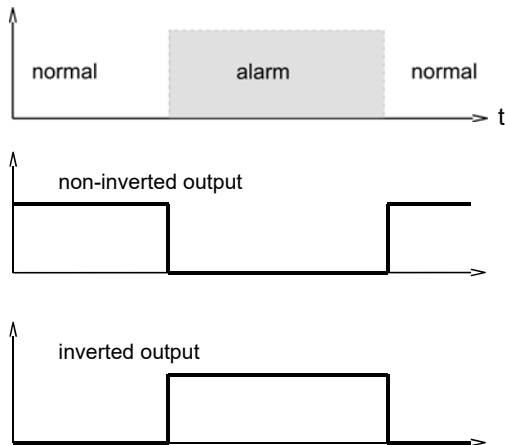 normal alarm normal
t
non-inverted output
inverted output